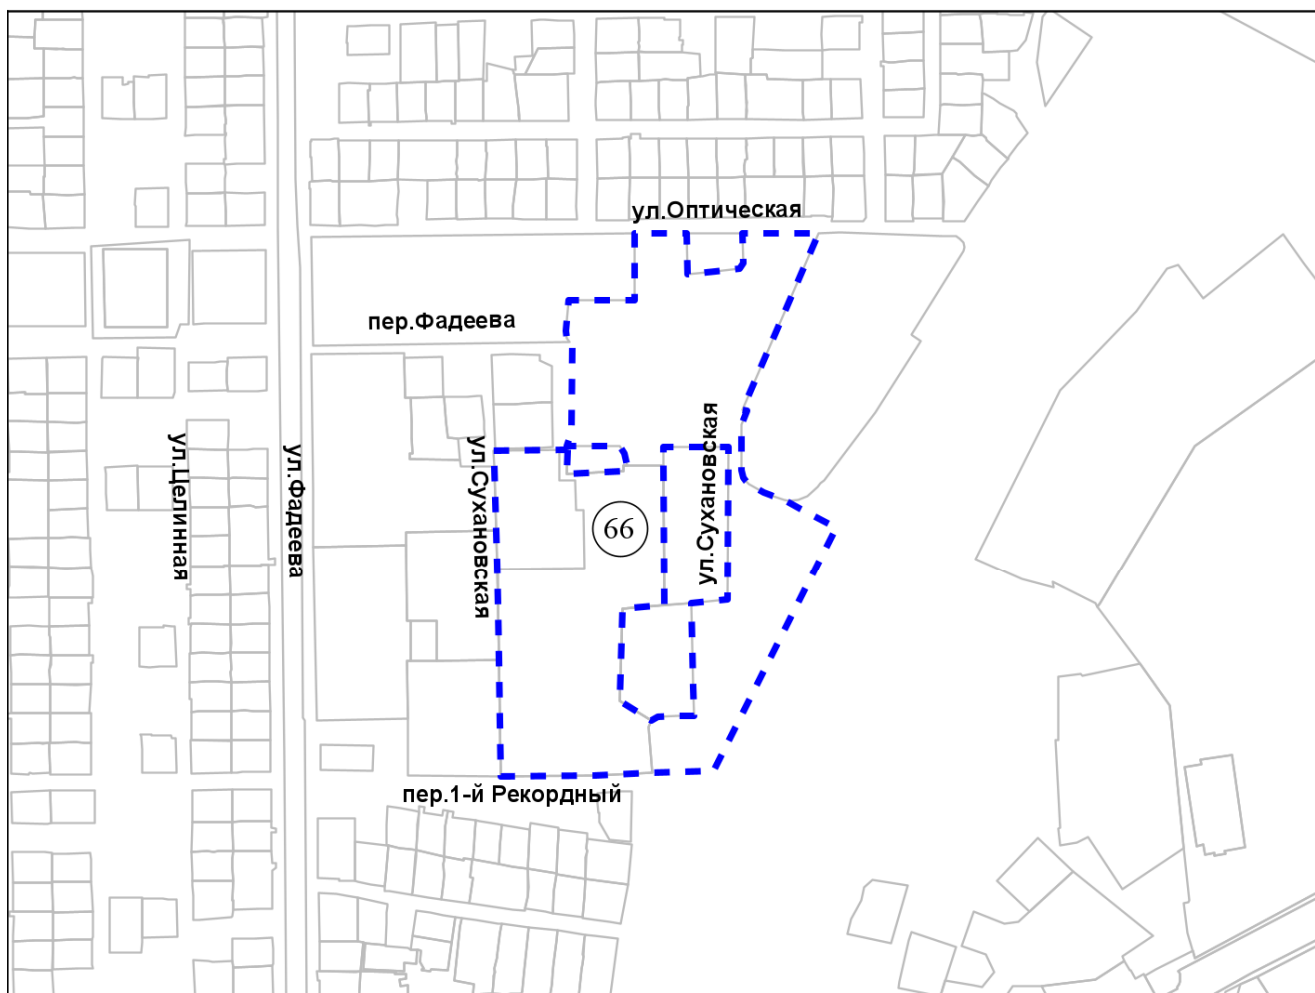 ул.Оптическая
пер.Фадеева
ул.Целинная
ул.Фадеева
ул.Сухановская
66
ул.Сухановская
пер.1-й Рекордный